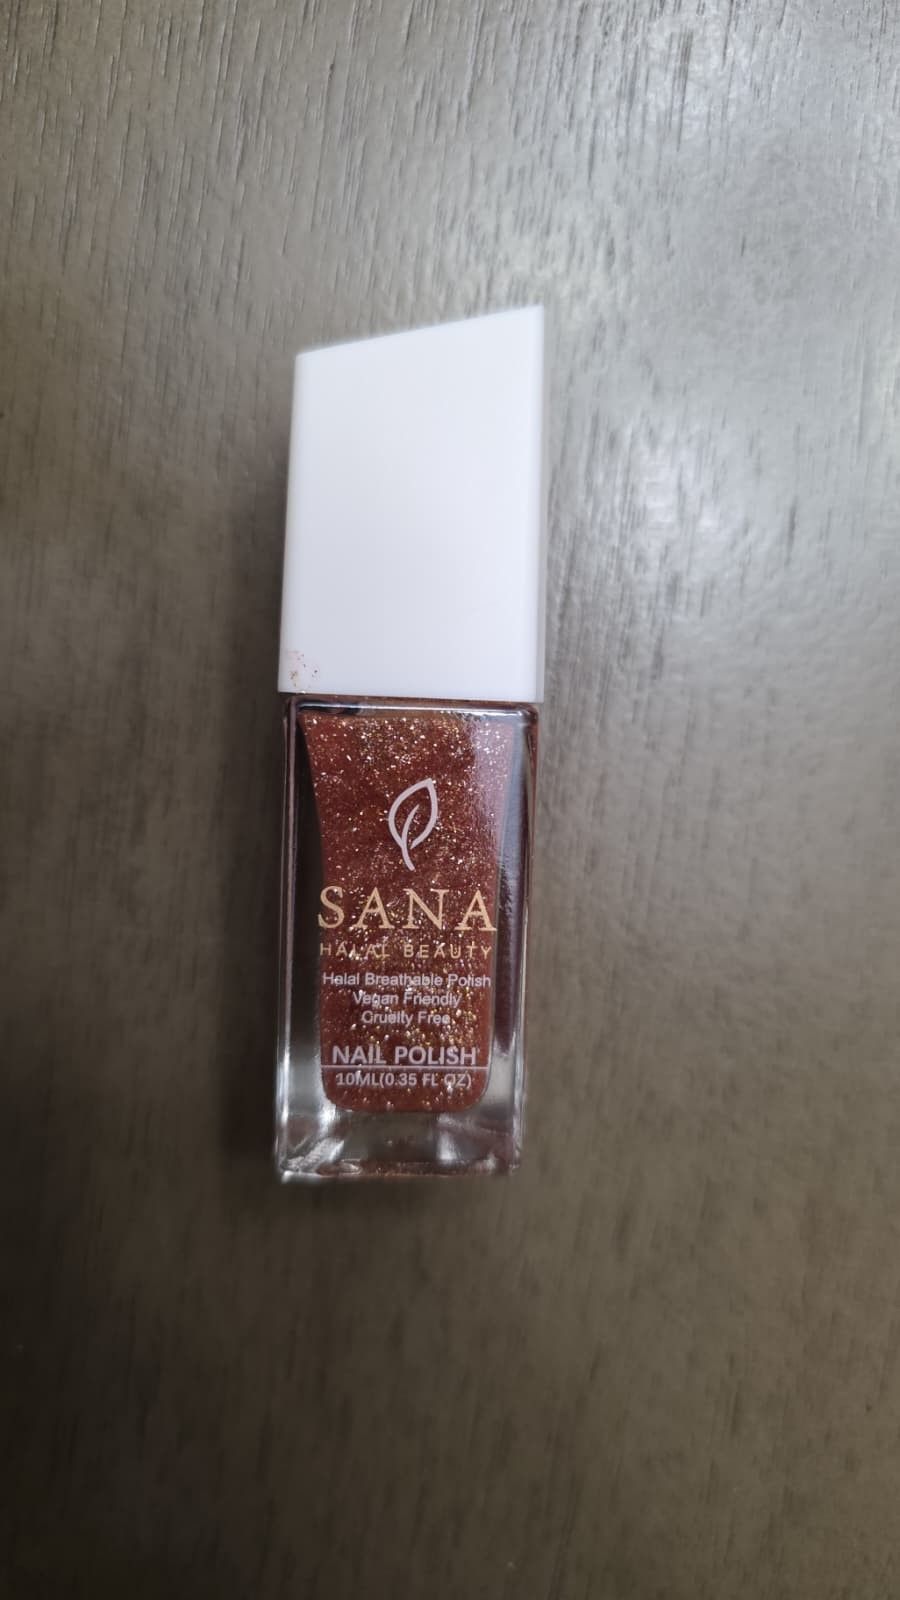 SANA
HALAL BEAUTY
Halal Breathable Polish
Vegan Friendly
Cruelty Free
NAIL POLISH
10ML(0.35 FL OZ)